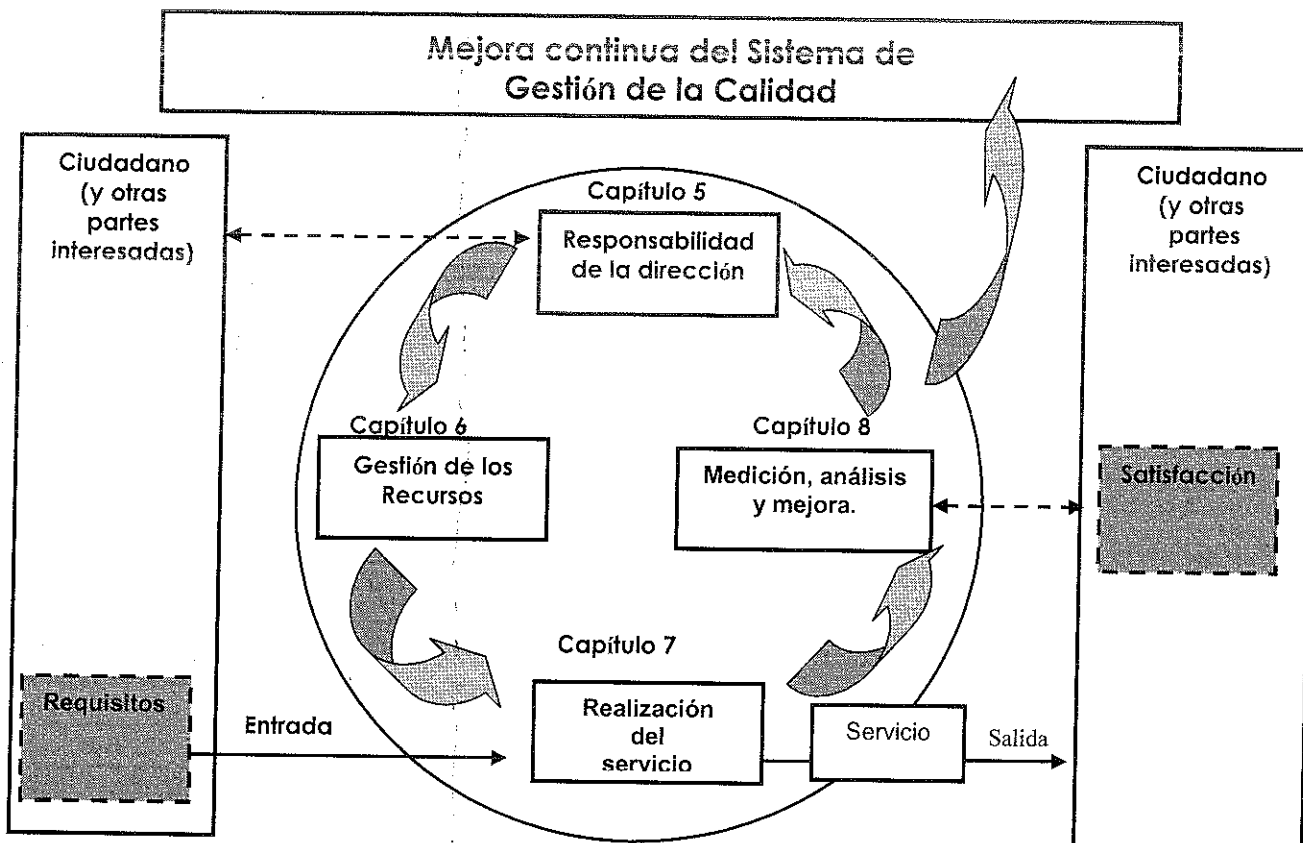 Mejora continua del Sistema de
Gestión de la Calidad
Ciudadano
(y otras
partes
interesadas)
Capítulo 5
Responsabilidad
de la dirección
Ciudadano
(y otras
partes
interesadas)
Capítulo 6
Gestión de los
Recursos
Capítulo 8
Medición, análisis
y mejora.
Satisfacción
Capítulo 7
Requisitos
Entrada
Realización
del
servicio
Servicio
Salida